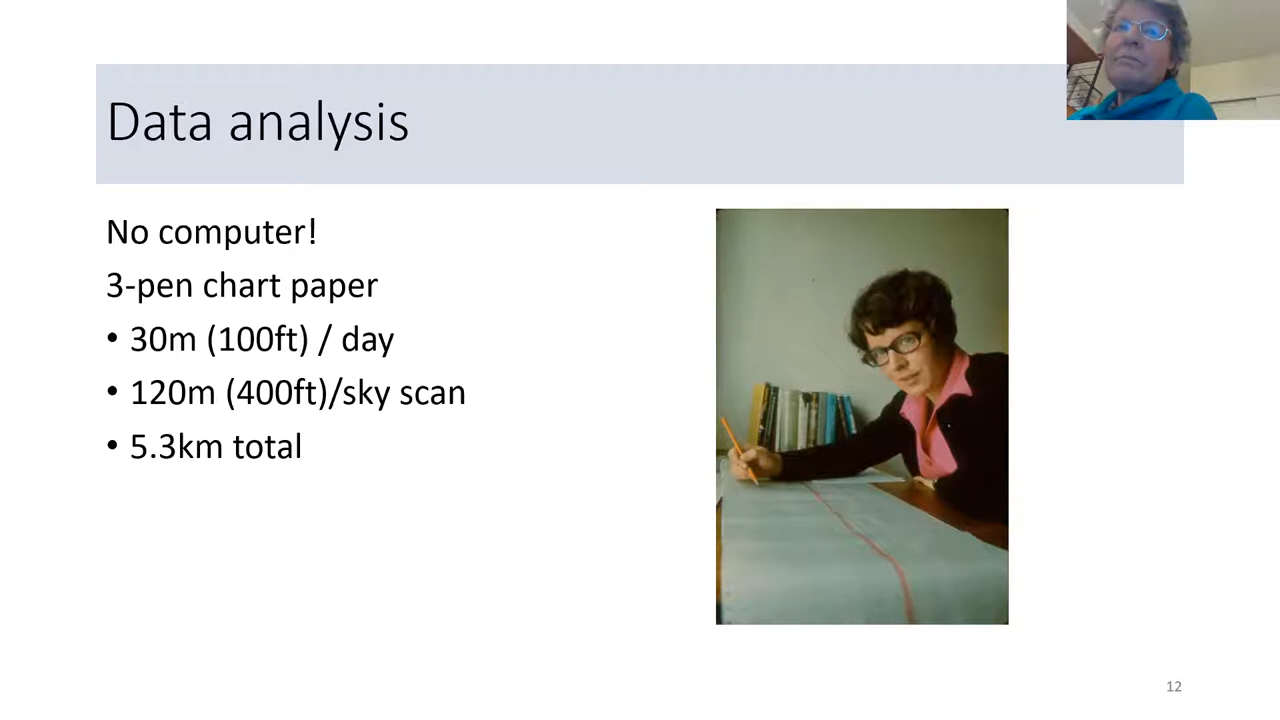 Data analysis
No computer!
3-pen chart paper
• 30m (100ft) / day
• 120m (400ft)/sky scan
• 5.3km total
12